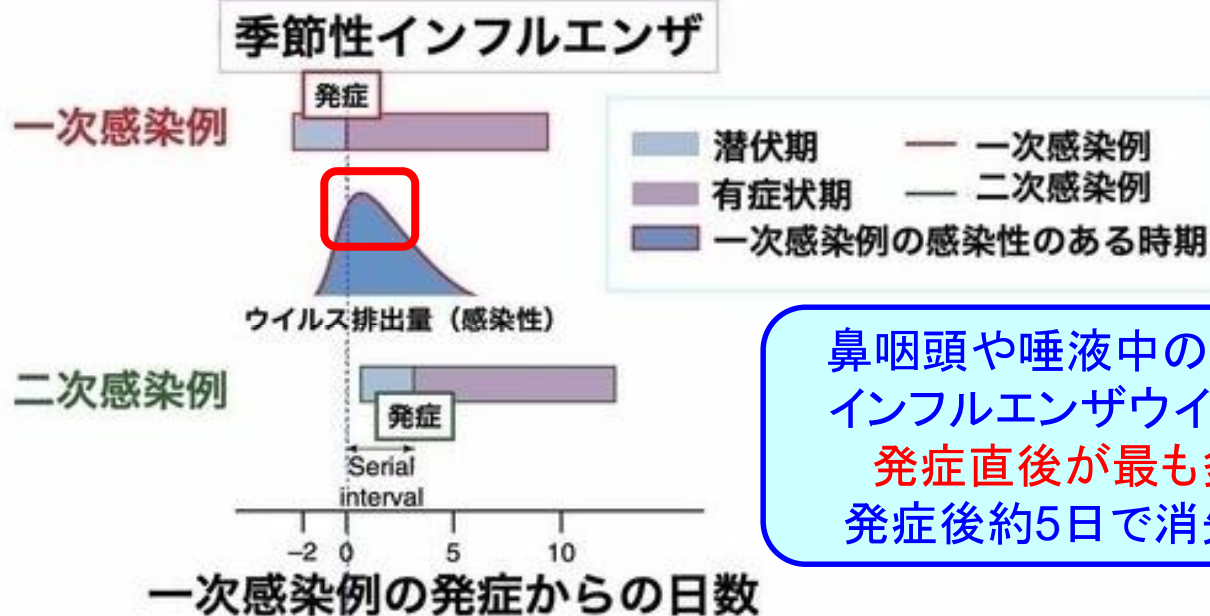 季節性インフルエンザ
発症
一次感染例
潜伏期
一次感染例
有症状期
二次感染例
一次感染例の感染性のある時期
ウイルス排出量（感染性）
鼻咽頭や唾液中の
インフルエンザウイ
発症直後が最も
発症後約5日で消
二次感染例
発症
Serial
interval
-2 0 5 10
一次感染例の発症からの日数